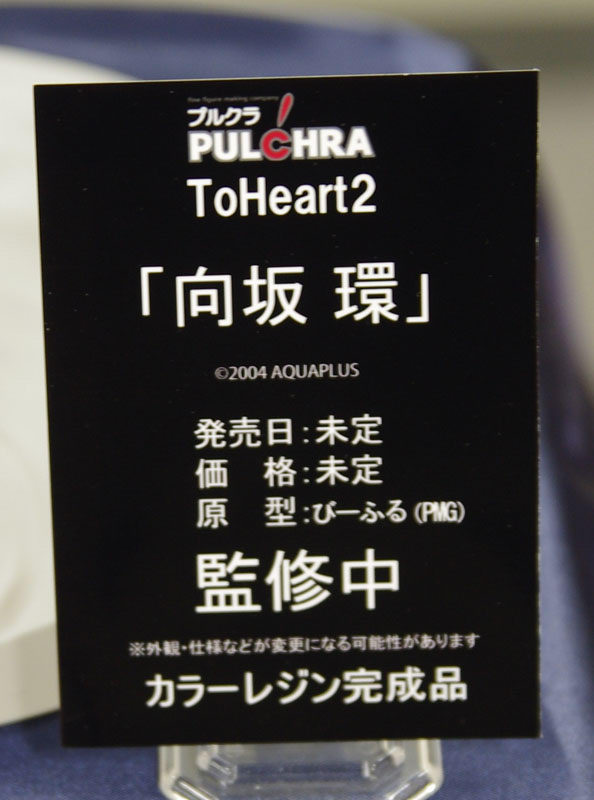 fine figure making company
プルクラ
PULCHRA
ToHeart2
「向坂 環」
©2004 AQUAPLUS
発売日:未定
価　格:未定
原　型:びーふる(PMG)
監修中
※外観・仕様などが変更になる可能性があります
カラーレジン完成品